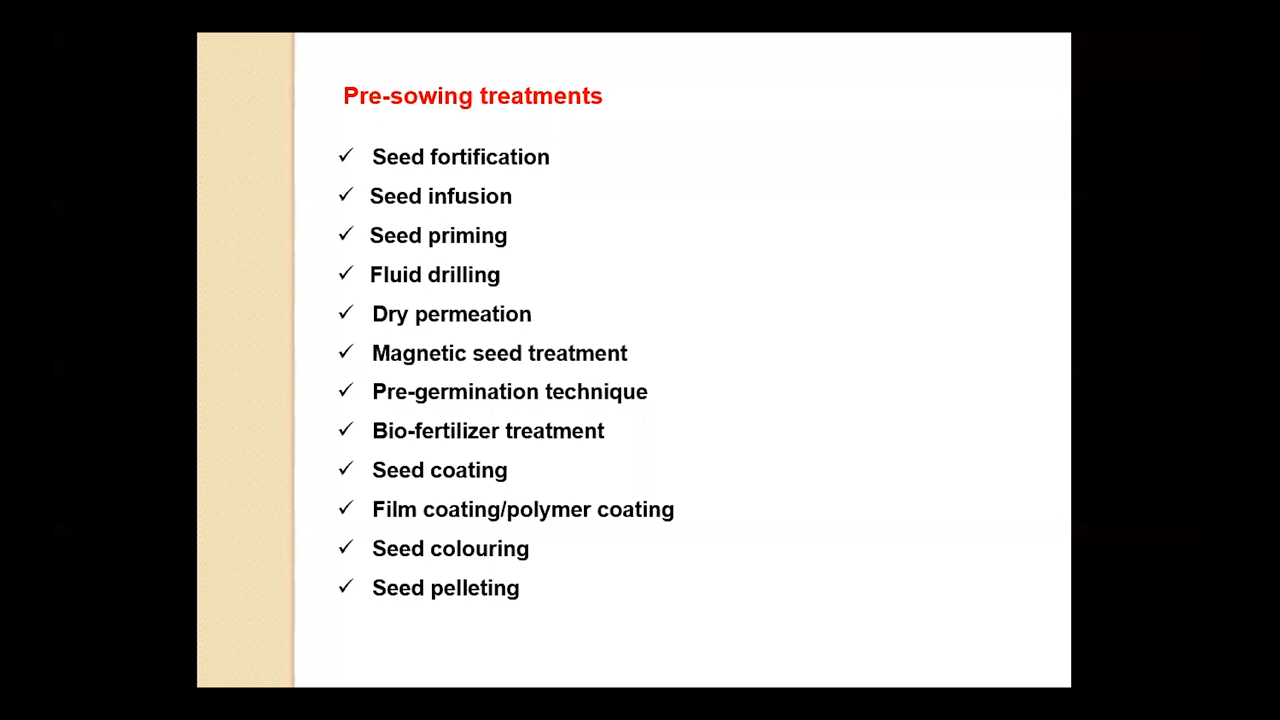 Pre-sowing treatments
✓ Seed fortification
✓ Seed infusion
✓ Seed priming
✓ Fluid drilling
✓ Dry permeation
✓ Magnetic seed treatment
✓ Pre-germination technique
✓ Bio-fertilizer treatment
✓ Seed coating
✓ Film coating/polymer coating
✓ Seed colouring
✓ Seed pelleting